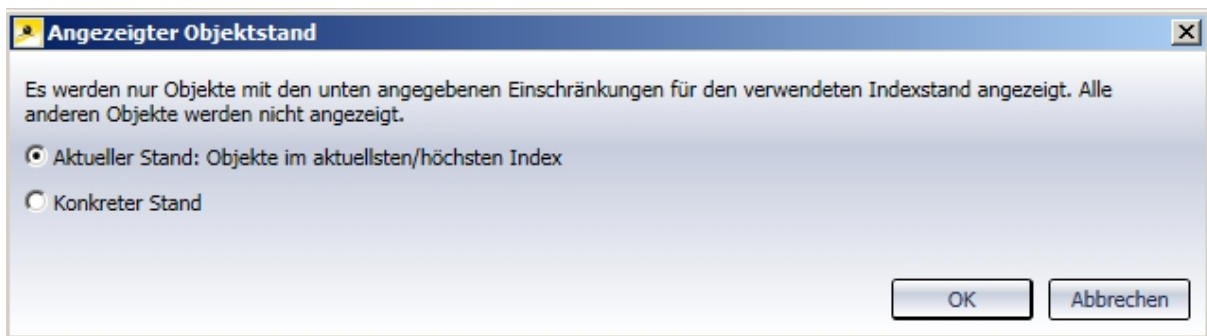 Angezeigter Objektstand
Es werden nur Objekte mit den unten angegebenen Einschränkungen für den verwendeten Indexstand angezeigt. Alle
anderen Objekte werden nicht angezeigt.
Aktueller Stand: Objekte im aktuellsten/höchsten Index
Konkreter Stand
OK Abbrechen